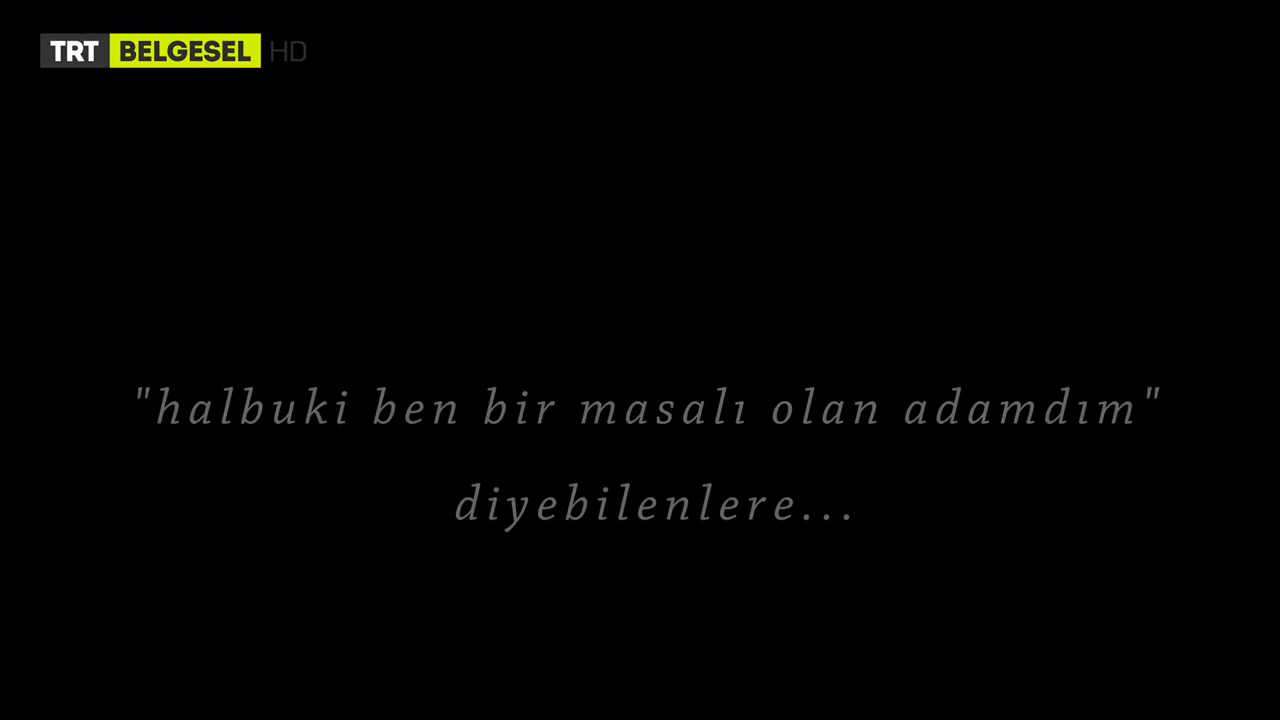 TRT BELGESEL HD
"halbuki ben bir masalı olan adamdım"
diyebilenlere...